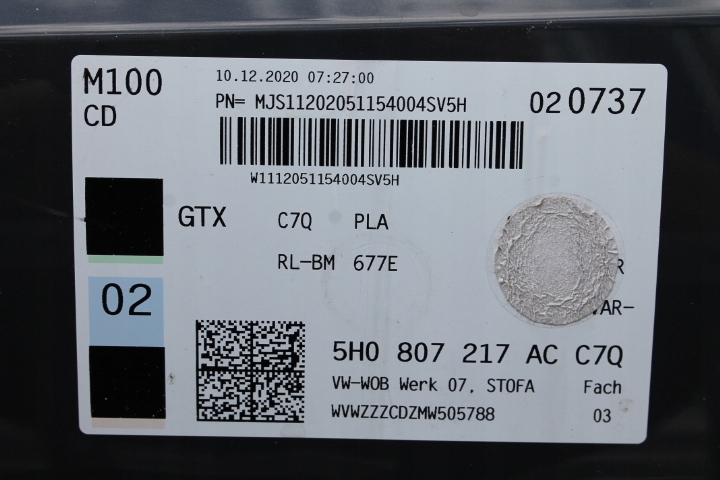 M100
CD
10.12.2020 07:27:00
PN= MJS11202051154004SV5H
02 0737
W1112051154004SV5H
GTX C7Q PLA
RL-BM 677E
R
VAR-
02
5H0 807 217 AC C7Q
VW-WOB Werk 07, STOFA Fach
WVWZZZCDZMW505788 03